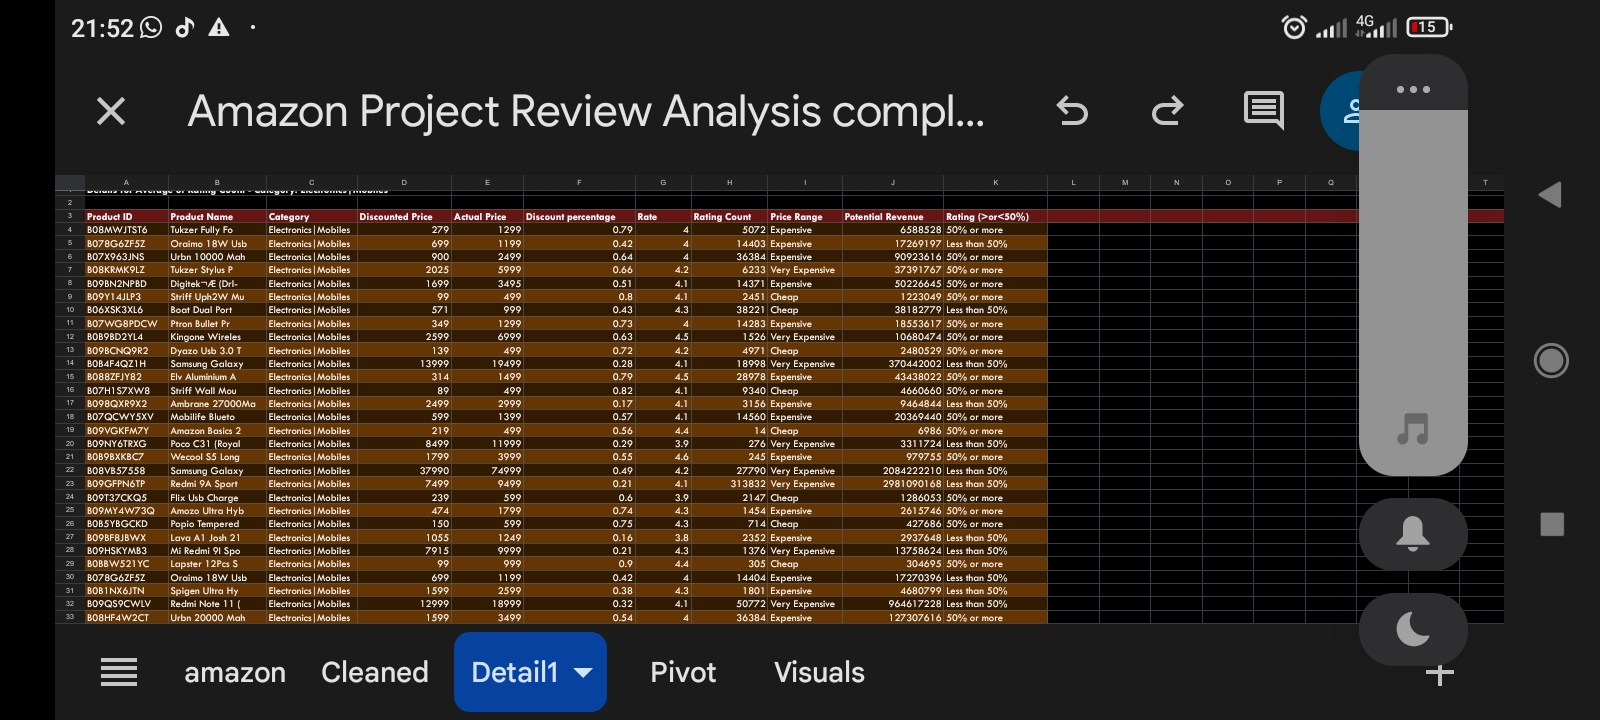 21:52
4G
15
Amazon Project Review Analysis compl...
A B C D E F G H I J K L M N O P Q T
Details for Average of Rating Count - Category: Electronics|Mobiles
2
3 Product ID Product Name Category Discounted Price Actual Price Discount percentage Rate Rating Count Price Range Potential Revenue Rating (>or<50%)
4 B08MWJTST6 Tukzer Fully Fo Electronics|Mobiles 279 1299 0.79 4 5072 Expensive 6588528 50% or more
5 B078G6ZF5Z Oraimo 18W Usb Electronics|Mobiles 699 1199 0.42 4 14403 Expensive 17269197 Less than 50%
6 B07X963JNS Urbn 10000 Mah Electronics|Mobiles 900 2499 0.64 4 36384 Expensive 90923616 50% or more
7 B08KRMK9LZ Tukzer Stylus P Electronics|Mobiles 2025 5999 0.66 4.2 6233 Very Expensive 37391767 50% or more
8 B09BN2NPBD Digitek¬Æ (Drl- Electronics|Mobiles 1699 3495 0.51 4.1 14371 Expensive 50226645 50% or more
9 B09Y14JLP3 Striff Uph2W Mu Electronics|Mobiles 99 499 0.8 4.1 2451 Cheap 1223049 50% or more
10 B06XSK3XL6 Boat Dual Port Electronics|Mobiles 571 999 0.43 4.3 38221 Cheap 38182779 Less than 50%
11 B07WG8PDCW Ptron Bullet Pr Electronics|Mobiles 349 1299 0.73 4 14283 Expensive 18553617 50% or more
12 B0B9BD2YL4 Kingone Wireles Electronics|Mobiles 2599 6999 0.63 4.5 1526 Very Expensive 10680474 50% or more
13 B09BCNQ9R2 Dyazo Usb 3.0 T Electronics|Mobiles 139 499 0.72 4.2 4971 Cheap 2480529 50% or more
14 B0B4F4QZ1H Samsung Galaxy Electronics|Mobiles 13999 19499 0.28 4.1 18998 Very Expensive 370442002 Less than 50%
15 B088ZFJY82 Elv Aluminium A Electronics|Mobiles 314 1499 0.79 4.5 28978 Expensive 43438022 50% or more
16 B07H1S7XW8 Striff Wall Mou Electronics|Mobiles 89 499 0.82 4.1 9340 Cheap 4660660 50% or more
17 B098QXR9X2 Ambrane 27000Ma Electronics|Mobiles 2499 2999 0.17 4.1 3156 Expensive 9464844 Less than 50%
18 B07QCWY5XV Mobilife Blueto Electronics|Mobiles 599 1399 0.57 4.1 14560 Expensive 20369440 50% or more
19 B09VGKFM7Y Amazon Basics 2 Electronics|Mobiles 219 499 0.56 4.4 14 Cheap 6986 50% or more
20 B09NY6TRXG Poco C31 (Royal Electronics|Mobiles 8499 11999 0.29 3.9 276 Very Expensive 3311724 Less than 50%
21 B0B9BXKBC7 Wecool S5 Long Electronics|Mobiles 1799 3999 0.55 4.6 245 Expensive 979755 50% or more
22 B08VB57558 Samsung Galaxy Electronics|Mobiles 37990 74999 0.49 4.2 27790 Very Expensive 2084222210 Less than 50%
23 B09GFPN6TP Redmi 9A Sport Electronics|Mobiles 7499 9499 0.21 4.1 313832 Very Expensive 2981090168 Less than 50%
24 B09T37CKQ5 Flix Usb Charge Electronics|Mobiles 239 599 0.6 3.9 2147 Cheap 1286053 50% or more
25 B09MY4W73Q Amozo Ultra Hyb Electronics|Mobiles 474 1799 0.74 4.3 1454 Expensive 2615746 50% or more
26 B0B5YBGCKD Popio Tempered Electronics|Mobiles 150 599 0.75 4.3 714 Cheap 427686 50% or more
27 B09BF8JBWX Lava A1 Josh 21 Electronics|Mobiles 1055 1249 0.16 3.8 2352 Expensive 2937648 Less than 50%
28 B09HSKYMB3 Mi Redmi 9I Spo Electronics|Mobiles 7915 9999 0.21 4.3 1376 Very Expensive 13758624 Less than 50%
29 B0BBW521YC Lapster 12Pcs S Electronics|Mobiles 99 999 0.9 4.4 305 Cheap 304695 50% or more
30 B078G6ZF5Z Oraimo 18W Usb Electronics|Mobiles 699 1199 0.42 4 14404 Expensive 17270396 Less than 50%
31 B0B1NX6JTN Spigen Ultra Hy Electronics|Mobiles 1599 2599 0.38 4.3 1801 Expensive 4680799 Less than 50%
32 B09QS9CWLV Redmi Note 11 ( Electronics|Mobiles 12999 18999 0.32 4.1 50772 Very Expensive 964617228 Less than 50%
33 B08HF4W2CT Urbn 20000 Mah Electronics|Mobiles 1599 3499 0.54 4 36384 Expensive 127307616 50% or more
amazon Cleaned Detail1 Pivot Visuals